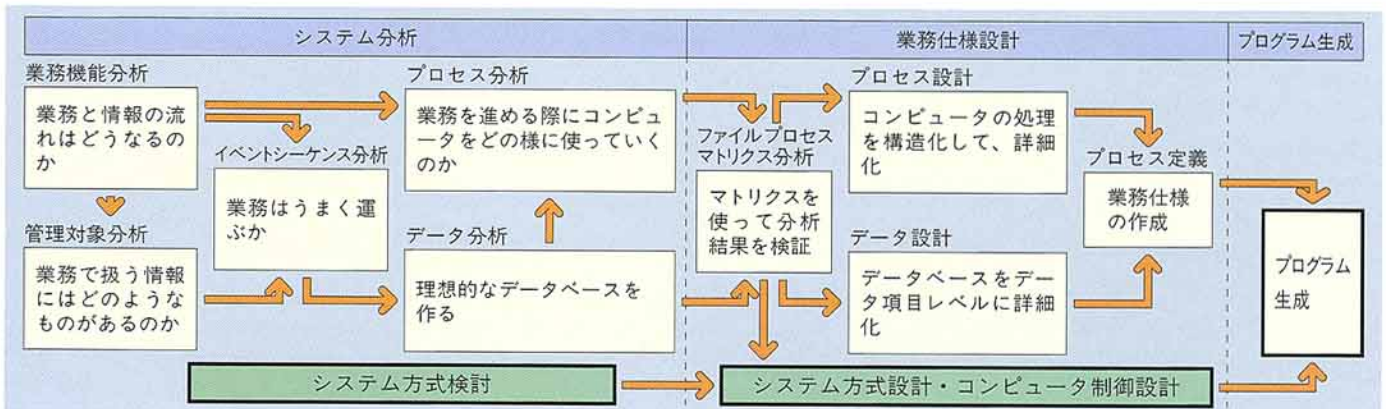 システム分析
業務仕様設計
プログラム生成
業務機能分析
業務と情報の流
れはどうなるの
か
管理対象分析
業務で扱う情報
にはどのような
ものがあるのか
イベントシーケンス分析
業務はうまく運
ぶか
プロセス分析
業務を進める際にコンピュ
ータをどの様に使っていく
のか
データ分析
理想的なデータベースを
作る
ファイルプロセス
マトリクス分析
マトリクスを
使って分析
結果を検証
プロセス設計
コンピュータの処理
を構造化して、詳細
化
データ設計
データベースをデー
タ項目レベルに詳細
化
プロセス定義
業務仕様
の作成
プログラム
生成
システム方式検討
システム方式設計・コンピュータ制御設計